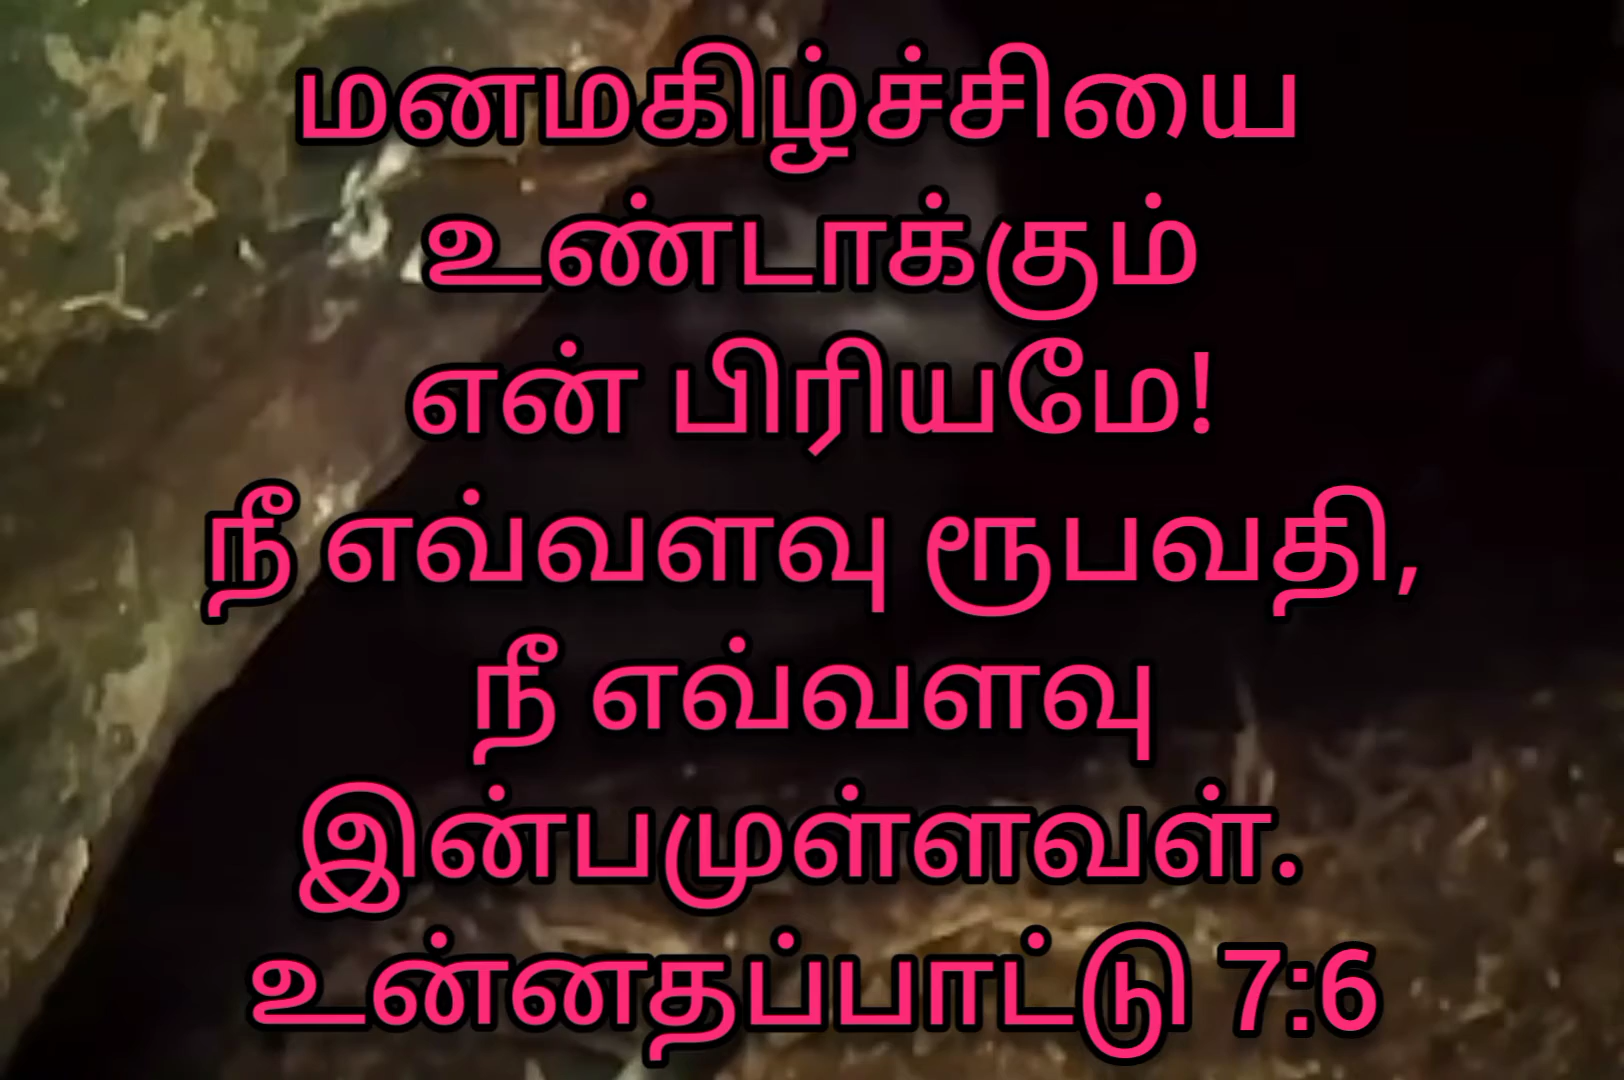 மனமகிழ்ச்சியை
உண்டாக்கும்
என் பிரியமே!
நீ எவ்வளவு ரூபவதி,
நீ எவ்வளவு
இன்பமுள்ளவள்.
உன்னதப்பாட்டு 7:6